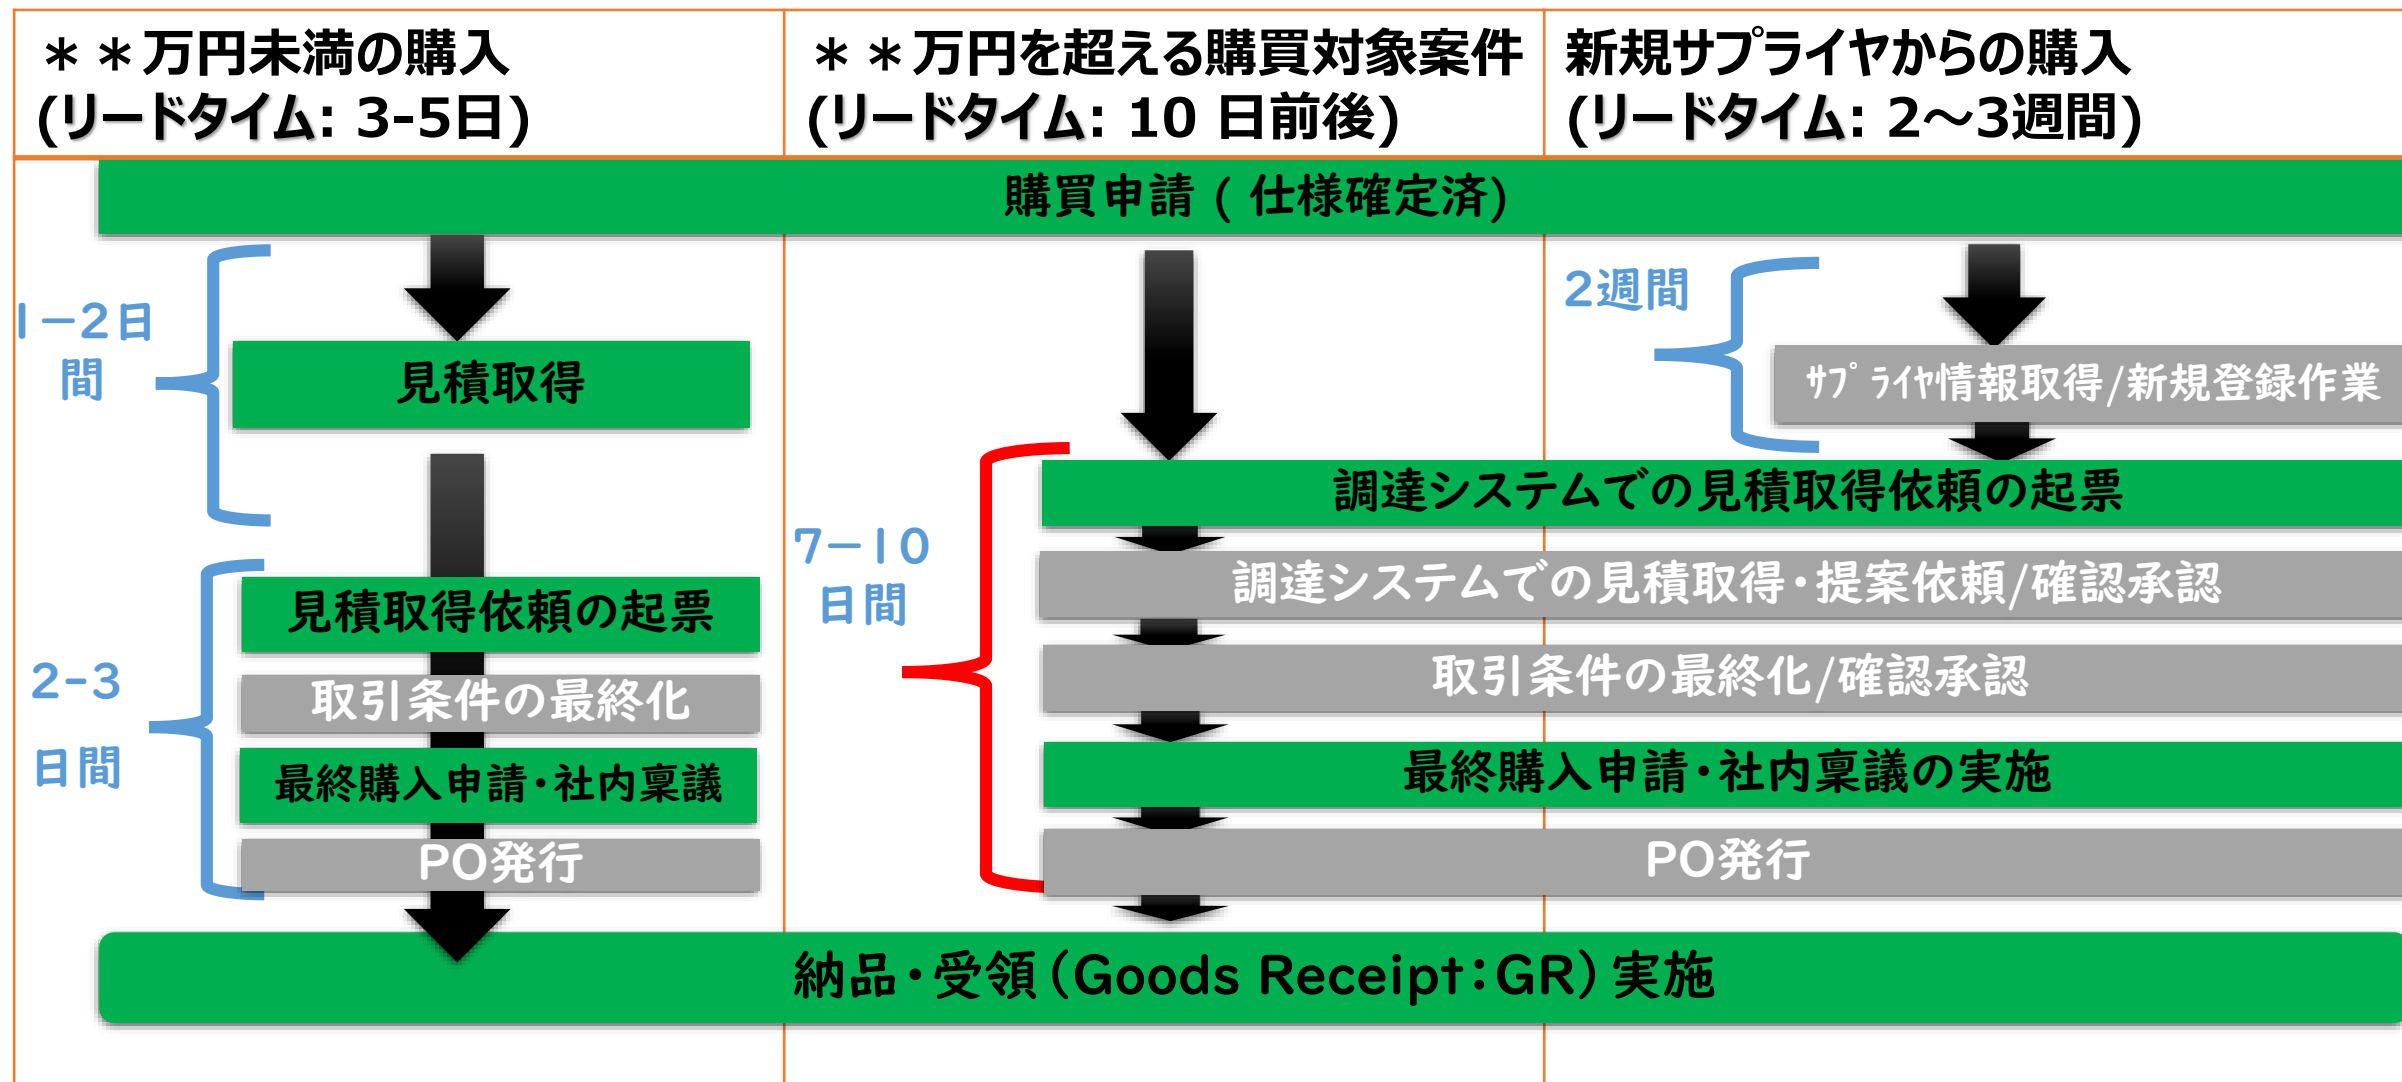 ＊＊万円未満の購入
(リードタイム: 3-5日)
＊＊万円を超える購買対象案件
(リードタイム: 10 日前後)
新規サプライヤからの購入
(リードタイム: 2～3週間)
購買申請 ( 仕様確定済)
1－2日
間
見積取得
2-3
日間
見積取得依頼の起票
取引条件の最終化
最終購入申請・社内稟議
PO発行
7－10
日間
2週間
ｻﾌﾟﾗｲﾔ情報取得/新規登録作業
調達システムでの見積取得依頼の起票
調達システムでの見積取得・提案依頼/確認承認
取引条件の最終化/確認承認
最終購入申請・社内稟議の実施
PO発行
納品・受領（Goods Receipt：GR）実施